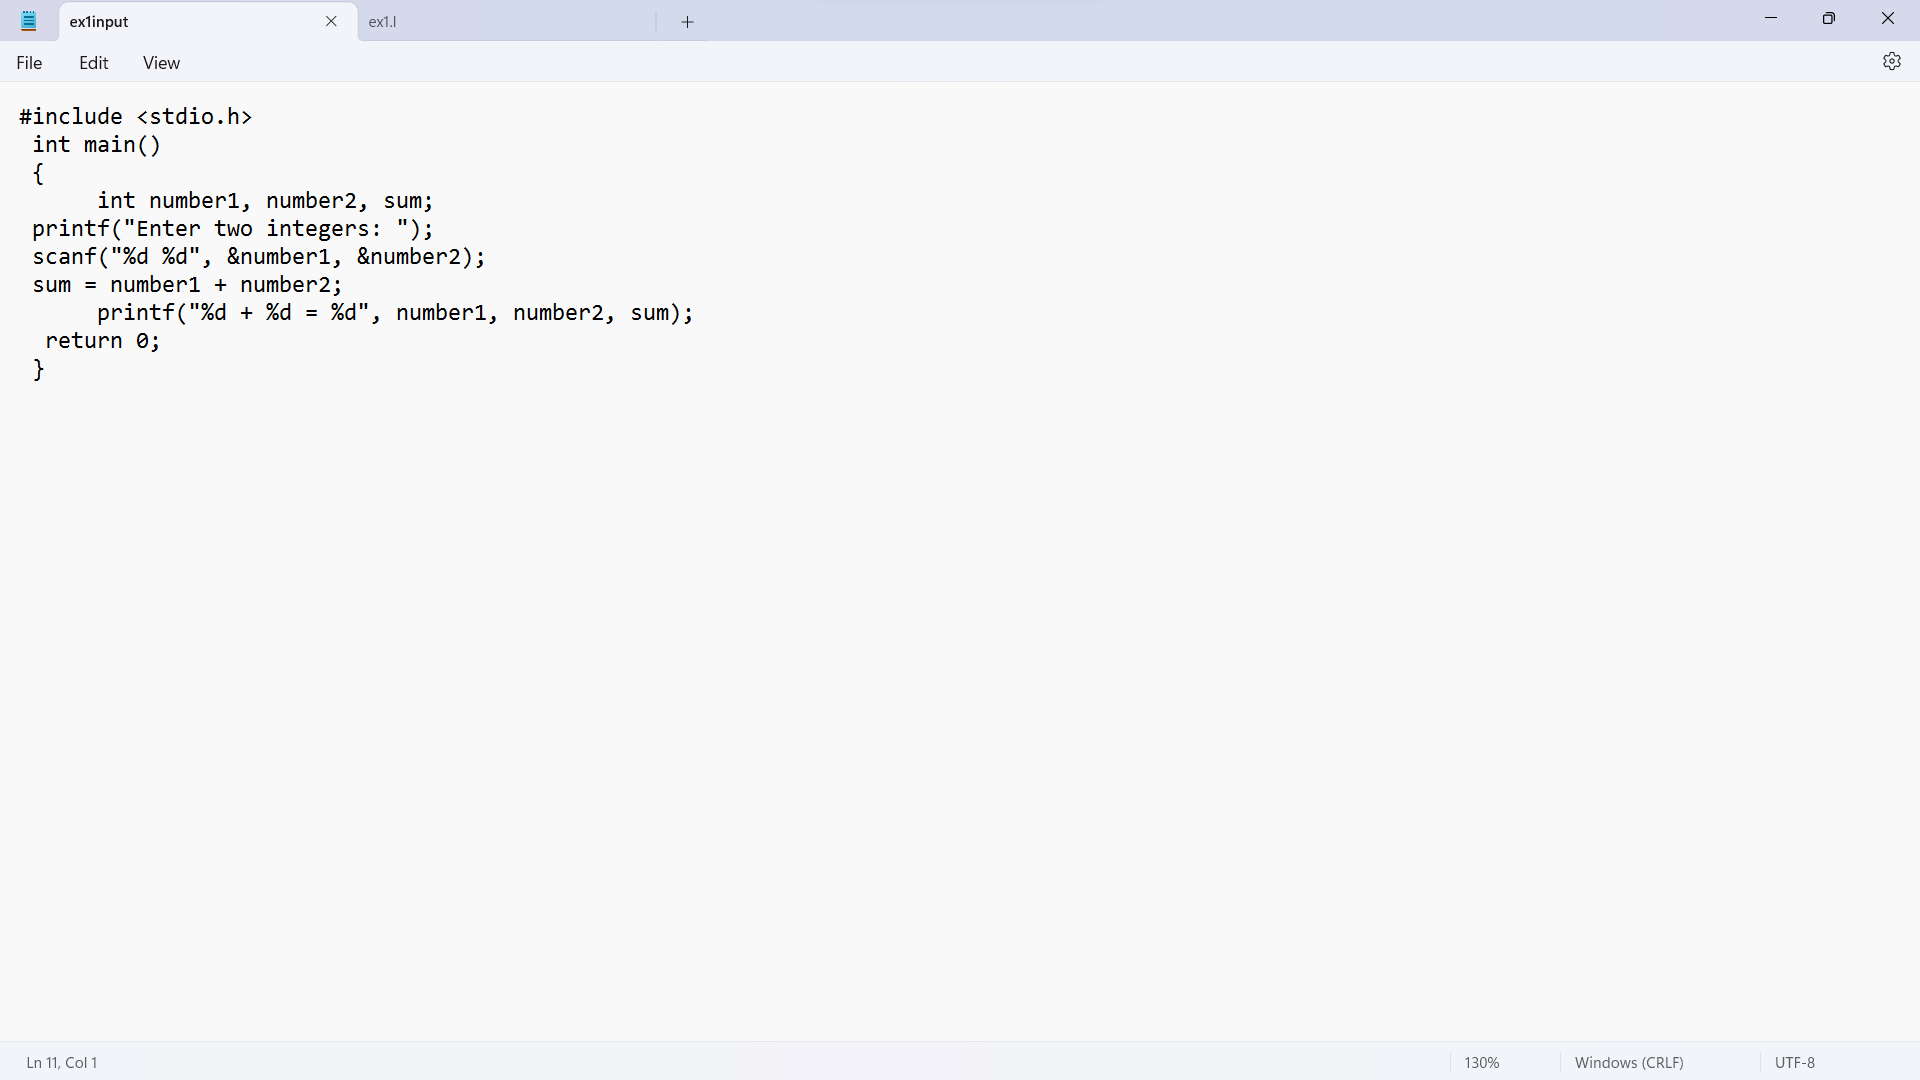 ex1input
ex1.l
File Edit View
#include <stdio.h>
 int main()
 {
      int number1, number2, sum;
 printf("Enter two integers: ");
 scanf("%d %d", &number1, &number2);
 sum = number1 + number2;
      printf("%d + %d = %d", number1, number2, sum);
  return 0;
 }
Ln 11, Col 1
130%
Windows (CRLF)
UTF-8